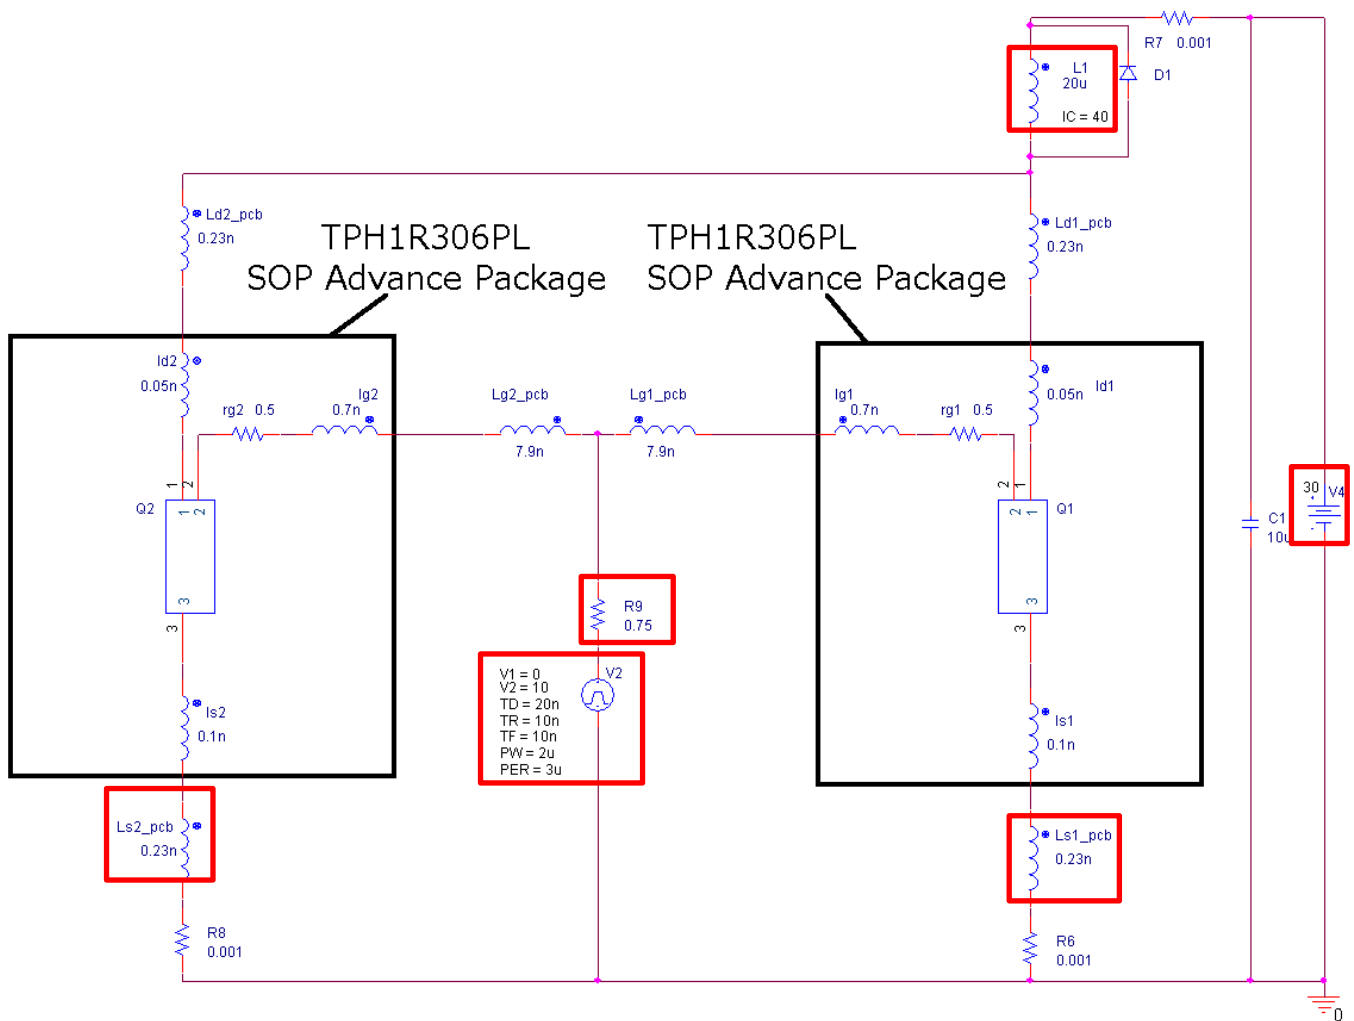 R7 0.001
L1
20u
IC = 40
D1
Ld2_pcb
0.23n
Ld1_pcb
0.23n
TPH1R306PL
SOP Advance Package
TPH1R306PL
SOP Advance Package
ld2
0.05n
rg2 0.5
lg2
0.7n
Lg2_pcb
7.9n
Lg1_pcb
7.9n
lg1
0.7n
rg1 0.5
ld1
0.05n
1
2
Q2
1
2
3
3
2
1
Q1
2
1
3
3
30
V4
C1
10u
R9
0.75
V2
V1 = 0
V2 = 10
TD = 20n
TR = 10n
TF = 10n
PW = 2u
PER = 3u
ls2
0.1n
ls1
0.1n
Ls2_pcb
0.23n
Ls1_pcb
0.23n
R8
0.001
R6
0.001
0